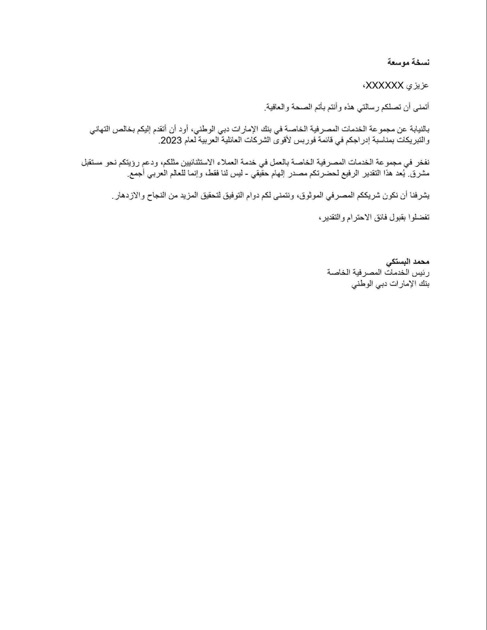 نسخة موسعة
عزيزي XXXXXX،
أتمنى أن تصلكم رسالتي هذه وأنتم بأتم الصحة والعافية.
بالنيابة عن مجموعة الخدمات المصرفية الخاصة في بنك الإمارات دبي الوطني، أود أن أتقدم إليكم بخالص التهاني
والتبريكات بمناسبة إدراجكم في قائمة فوربس لأقوى الشركات العائلية العربية لعام 2023.
نفخر في مجموعة الخدمات المصرفية الخاصة بالعمل في خدمة العملاء الاستثنائيين مثلكم، ودعم رؤيتكم نحو مستقبل
مشرق. يُعد هذا التقدير الرفيع لحضرتكم مصدر إلهام حقيقي - ليس لنا فقط، وإنما للعالم العربي أجمع.
يشرفنا أن نكون شريككم المصرفي الموثوق، ونتمنى لكم دوام التوفيق لتحقيق المزيد من النجاح والازدهار.
تفضلوا بقبول فائق الاحترام والتقدير،
محمد البستكي
رئيس الخدمات المصرفية الخاصة
بنك الإمارات دبي الوطني